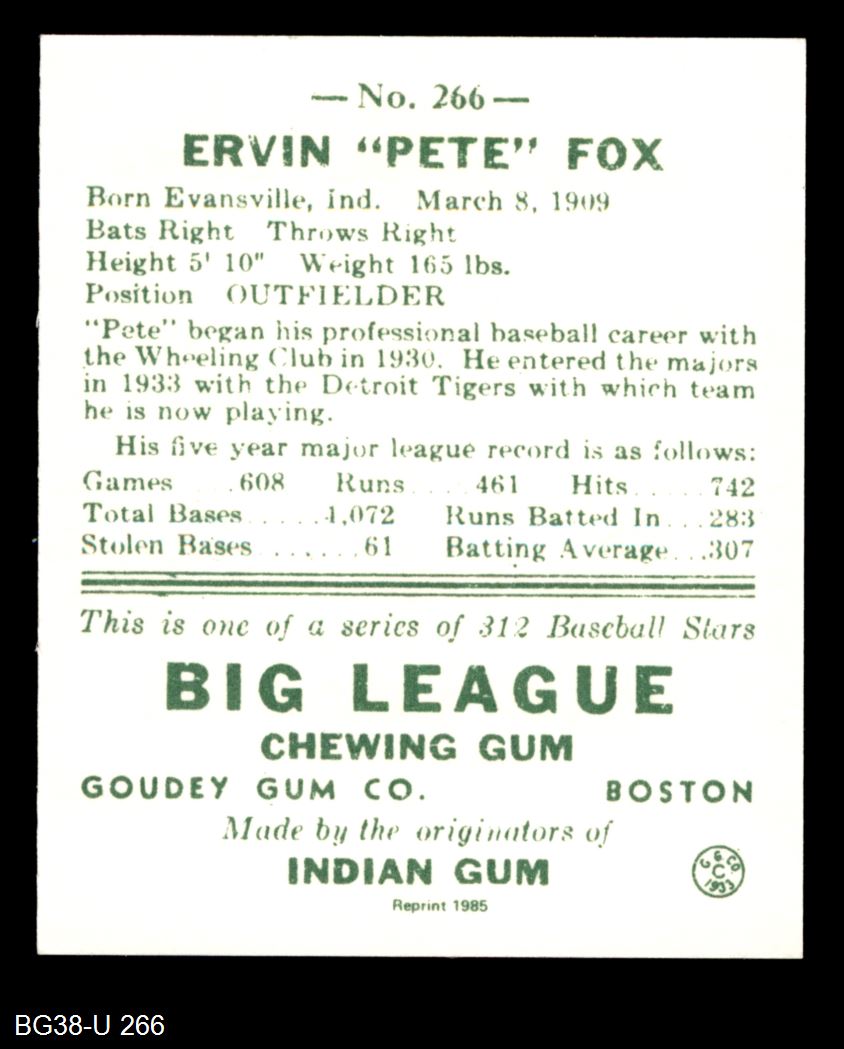 — No. 266 —
ERVIN "PETE" FOX
Born Evansville, Ind. March 8, 1909
Bats Right Throws Right
Height 5' 10" Weight 165 lbs.
Position OUTFIELDER
"Pete" began his professional baseball career with
the Wheeling Club in 1930. He entered the majors
in 1933 with the Detroit Tigers with which team
he is now playing.
His five year major league record is as follows:
Games ....608 Runs ....461 Hits.....742
Total Bases.....1,072 Runs Batted In...283
Stolen Bases.......61 Batting Average...307
This is one of a series of 312 Baseball Stars
BIG LEAGUE
CHEWING GUM
GOUDEY GUM CO. BOSTON
Made by the originators of
INDIAN GUM
G. G. CO.
C
1933
Reprint 1985
BG38-U 266